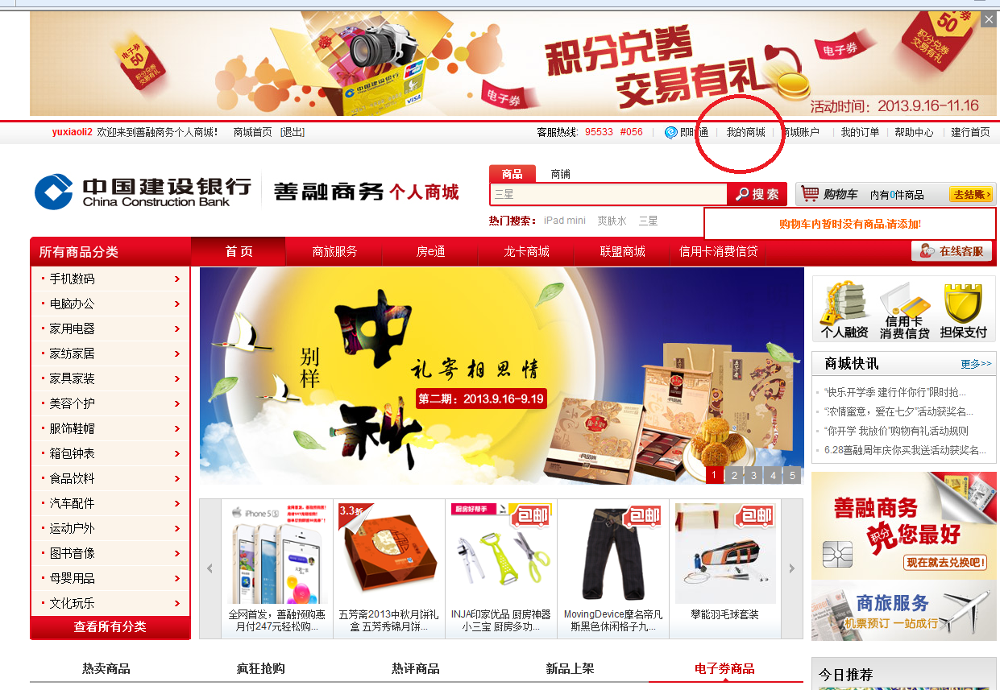 电子券
50
积分兑券
交易有礼
中国建设银行
VISA
电子券
积分兑券
交易有礼
电子券
50
积分兑券
交易有礼
活动时间：2013.9.16-11.16
yuxiaoli2 欢迎来到善融商务个人商城！ 商城首页 [退出]
客服热线: 95533 #056 即时通 我的商城 商城账户 我的订单 帮助中心 建行首页
中国建设银行
China Construction Bank
善融商务 个人商城
商品 商铺
三星
搜索
购物车 内有0件商品 去结账
热门搜索： iPad mini 爽肤水 三星
购物车内暂时没有商品,请添加!
所有商品分类 首页 商旅服务 房e通 龙卡商城 联盟商城 信用卡消费信贷 在线客服
手机数码
电脑办公
家用电器
家纺家居
家具家装
美容个护
服饰鞋帽
箱包钟表
食品饮料
汽车配件
运动户外
图书音像
母婴用品
文化玩乐
查看所有分类
别样
中秋
礼寄相思情
第二期：2013.9.16-9.19
1 2 3 4 5
个人融资
信用卡
消费信贷
担保支付
商城快讯 更多>>
“快乐开学季 建行伴你行”限时抢...
“浓情蜜意，爱在七夕”活动获奖名...
“你开学 我放价”购物有礼活动规则
6.28善融周年庆你买我送活动获奖名...
善融商务
积分兑您最好
现在就去兑换吧！
商旅服务
机票预订 一站成行
iPhone 5S
全网首发，善融预购惠
月付247元轻松购...
3.3折
五芳斋2013中秋月饼礼
盒 五芳秀锦月饼...
厨房好帮手
包邮
INJA印家优品 厨房神器
小三宝 厨房多功...
包邮
MovingDevice摩名帝凡
斯黑色休闲格子九...
包邮
攀能羽毛球套装
热卖商品 疯狂抢购 热评商品 新品上架 电子券商品
今日推荐